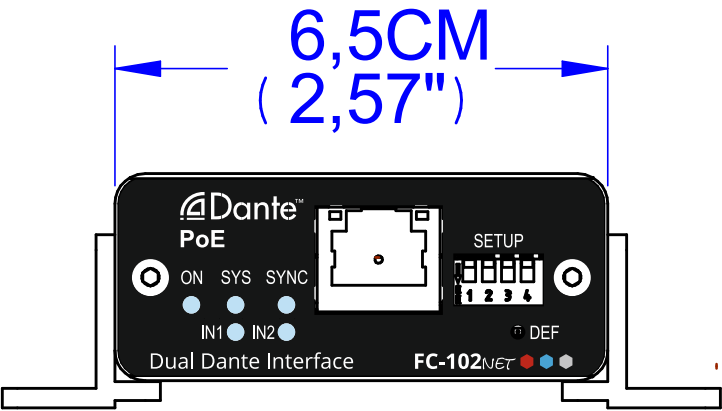 6,5CM
( 2,57")
Dante™
PoE
SETUP
ON SYS SYNC
1 2 3 4
IN1 IN2
DEF
Dual Dante Interface
FC-102NET